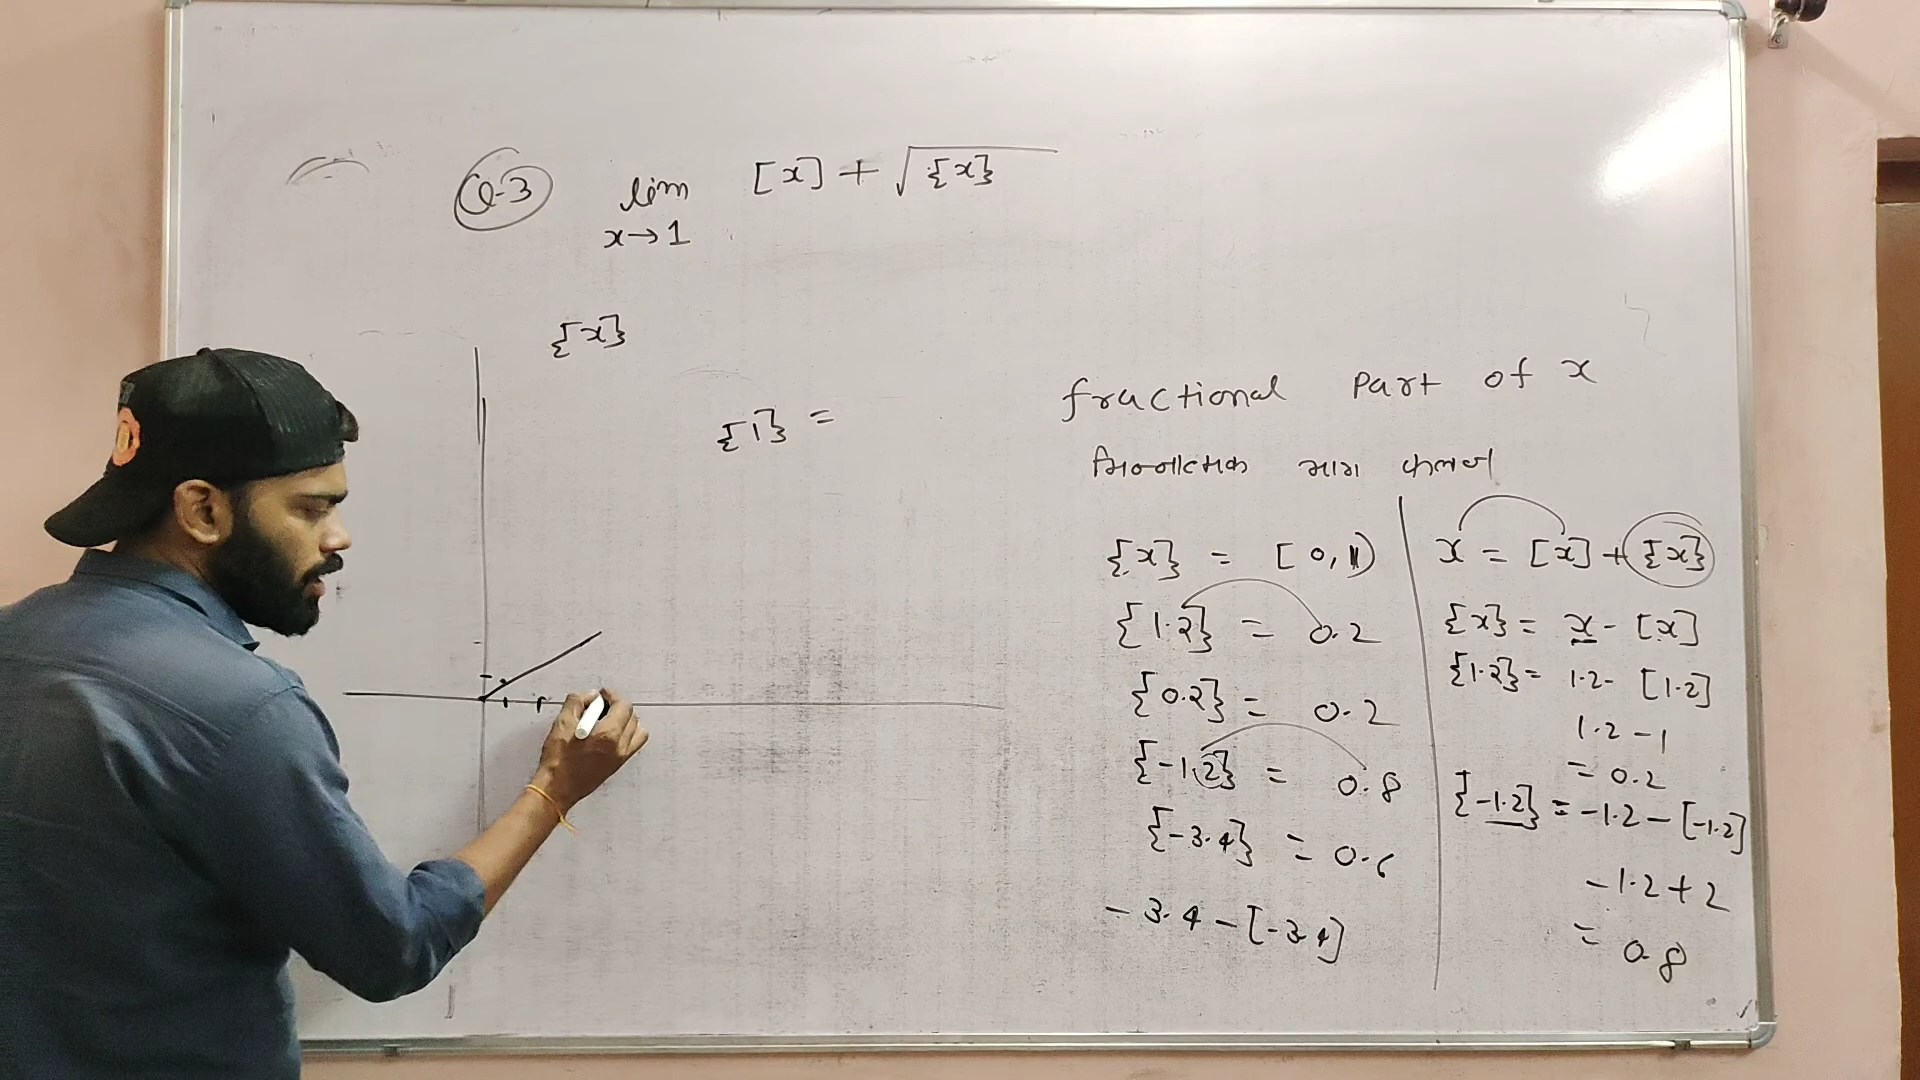 Q-3 lim x→1 [x] + √{x}
{x}
{1} =
fractional part of x
भिन्नात्मक भाग फलन
{x} = [0,1)
{1.2} = 0.2
{0.2} = 0.2
{-1.2} = 0.8
{-3.4} = 0.6
-3.4 - [-3.4]
x = [x] + {x}
{x} = x - [x]
{1.2} = 1.2 - [1.2]
1.2 - 1
= 0.2
{-1.2} = -1.2 - [-1.2]
-1.2 + 2
= 0.8